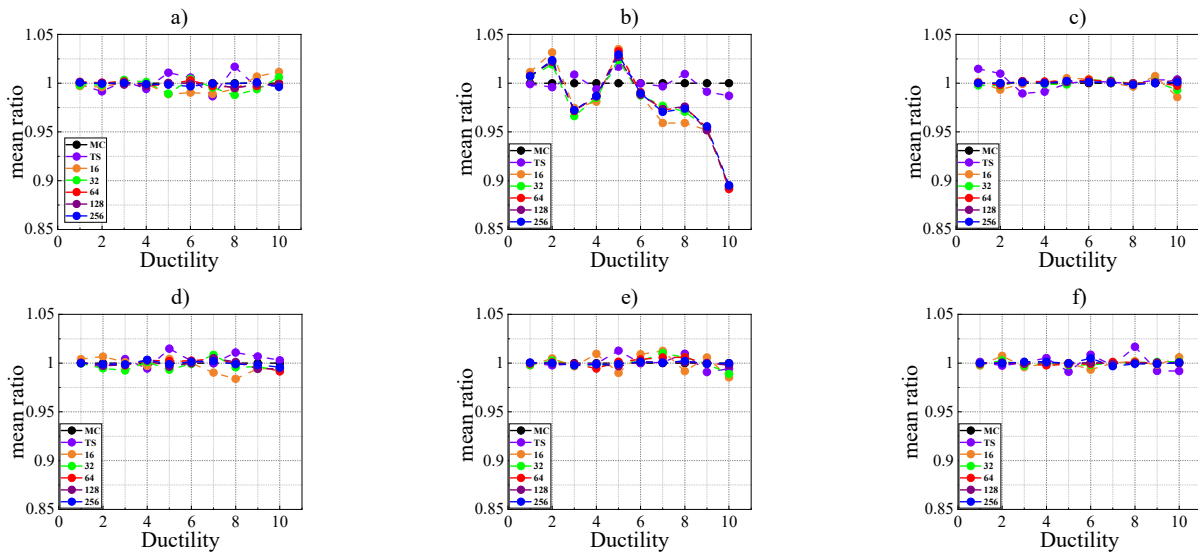 a)
1.05
1
0.95
0.9
0.85
mean ratio
MC
TS
16
32
64
128
256
0 2 4 6 8 10
Ductility
b)
1.05
1
0.95
0.9
0.85
mean ratio
MC
TS
16
32
64
128
256
0 2 4 6 8 10
Ductility
c)
1.05
1
0.95
0.9
0.85
mean ratio
MC
TS
16
32
64
128
256
0 2 4 6 8 10
Ductility
d)
1.05
1
0.95
0.9
0.85
mean ratio
MC
TS
16
32
64
128
256
0 2 4 6 8 10
Ductility
e)
1.05
1
0.95
0.9
0.85
mean ratio
MC
TS
16
32
64
128
256
0 2 4 6 8 10
Ductility
f)
1.05
1
0.95
0.9
0.85
mean ratio
MC
TS
16
32
64
128
256
0 2 4 6 8 10
Ductility